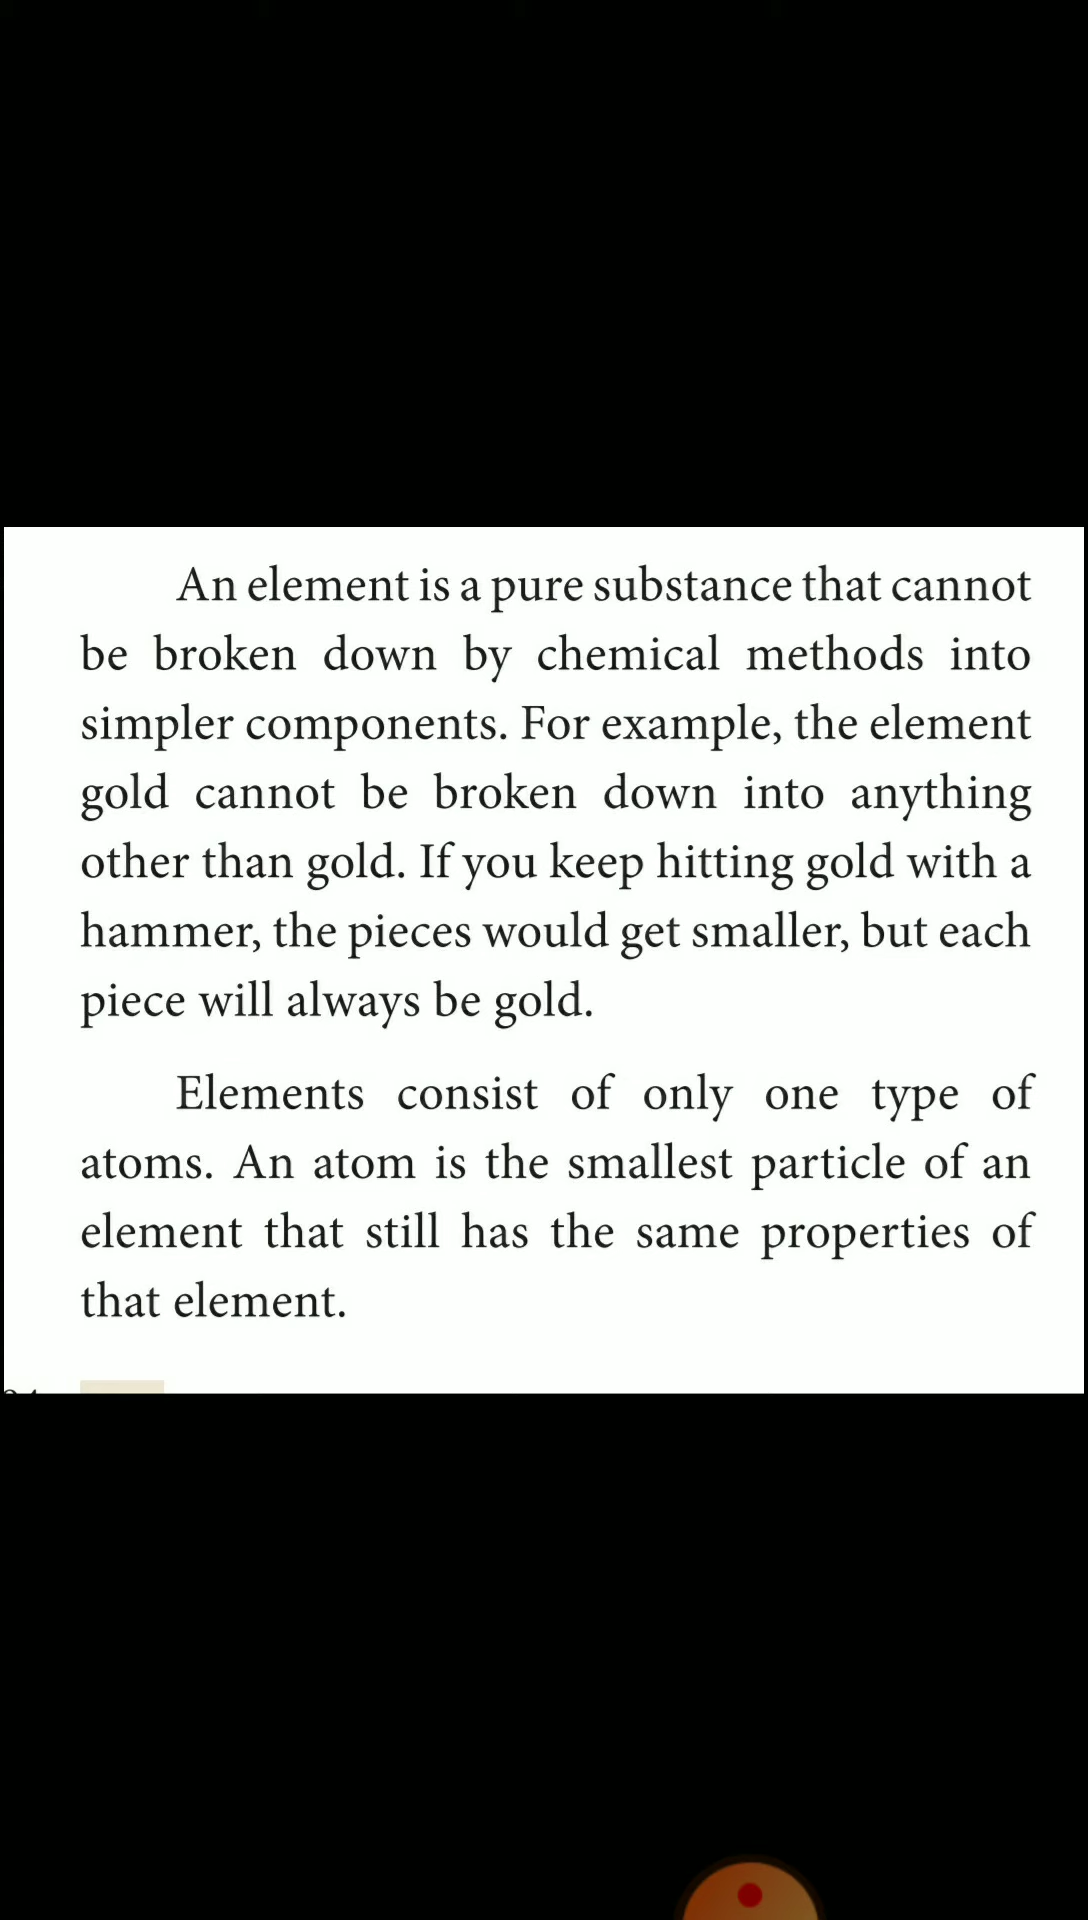 An element is a pure substance that cannot
be broken down by chemical methods into
simpler components. For example, the element
gold cannot be broken down into anything
other than gold. If you keep hitting gold with a
hammer, the pieces would get smaller, but each
piece will always be gold.
Elements consist of only one type of
atoms. An atom is the smallest particle of an
element that still has the same properties of
that element.